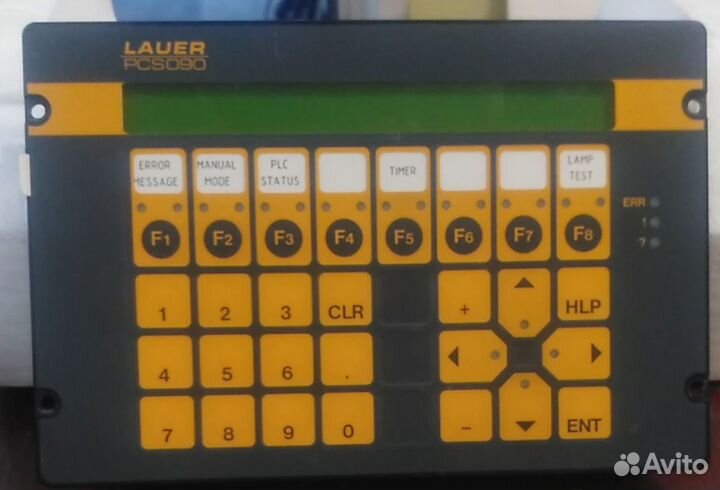 LAUER
PCS090
ERROR MESSAGE
MANUAL MODE
PLC STATUS
TIMER
LAMP TEST
F1 F2 F3 F4 F5 F6 F7 F8
ERR
!
?
1 2 3 CLR + HLP
4 5 6 .
7 8 9 0 - ENT
Avito